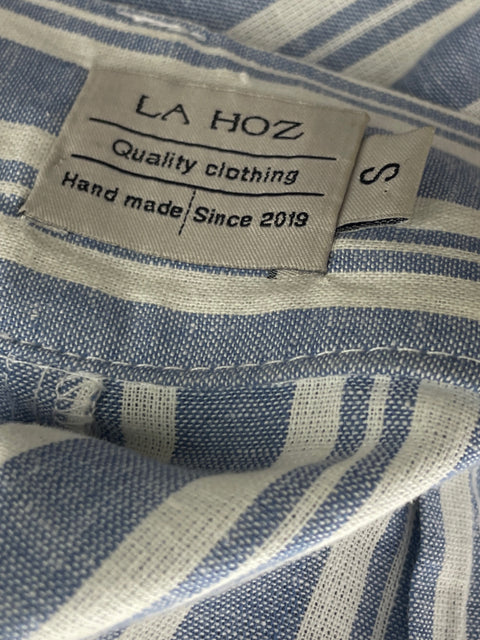 LA HOZ
Quality clothing
Hand made Since 2019
S